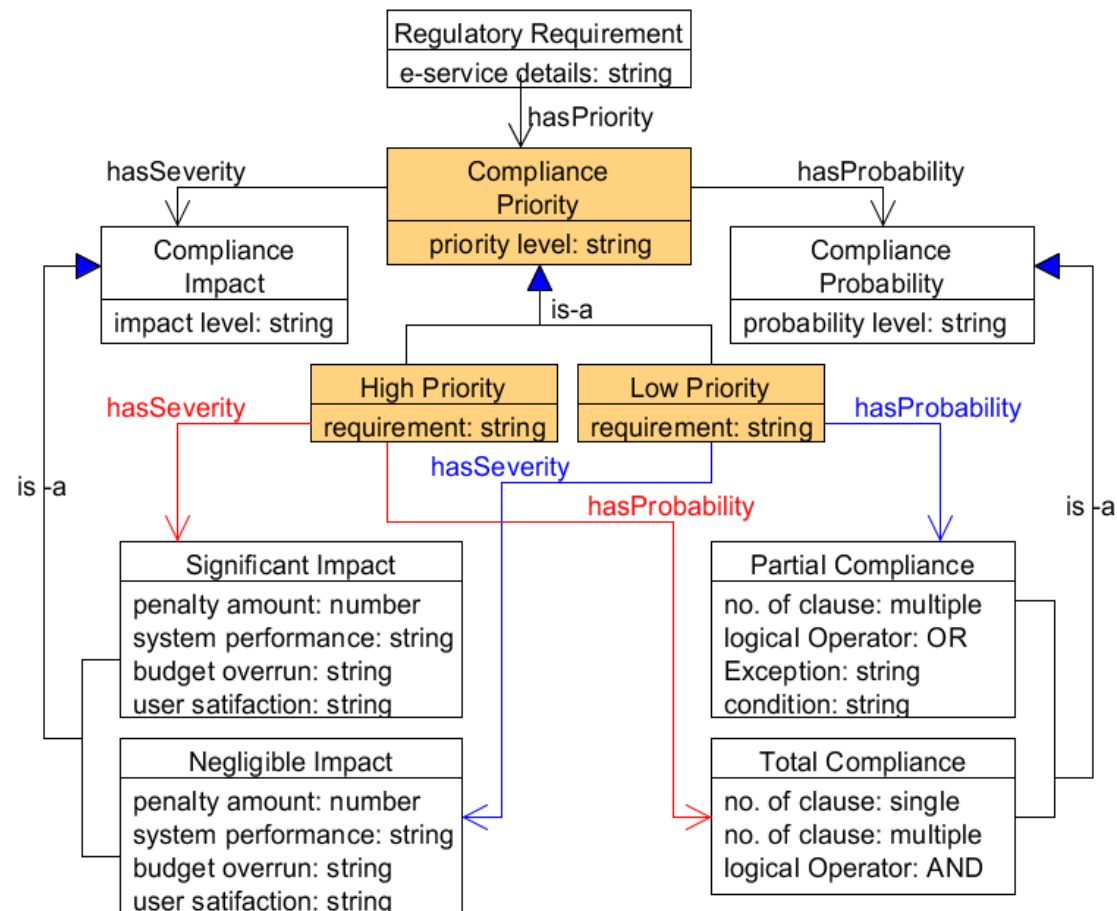 Regulatory Requirement
e-service details: string
hasPriority
hasSeverity
Compliance
Priority
priority level: string
hasProbability
Compliance
Impact
impact level: string
Compliance
Probability
probability level: string
is-a
High Priority
requirement: string
Low Priority
requirement: string
hasSeverity
hasProbability
hasSeverity
hasProbability
is -a
is -a
Significant Impact
penalty amount: number
system performance: string
budget overrun: string
user satifaction: string
Partial Compliance
no. of clause: multiple
logical Operator: OR
Exception: string
condition: string
Negligible Impact
penalty amount: number
system performance: string
budget overrun: string
user satifaction: string
Total Compliance
no. of clause: single
no. of clause: multiple
logical Operator: AND